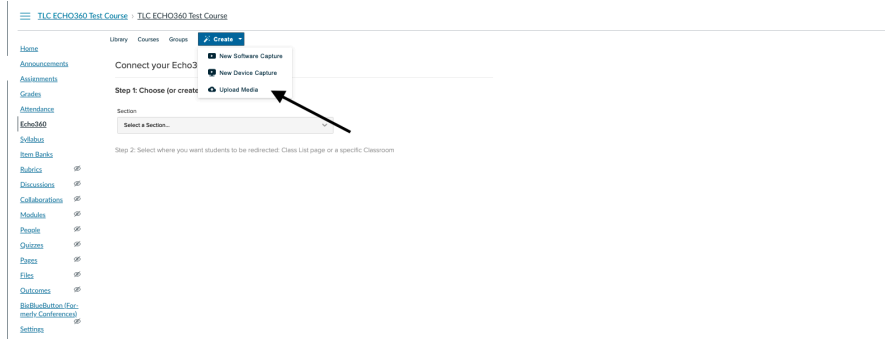 TLC ECHO360 Test Course > TLC ECHO360 Test Course
Library Courses Groups Create
New Software Capture
New Device Capture
Upload Media
Home
Announcements
Assignments
Grades
Attendance
Echo360
Syllabus
Item Banks
Rubrics
Discussions
Collaborations
Modules
People
Quizzes
Pages
Files
Outcomes
BigBlueButton (For-
merly Conferences)
Settings
Connect your Echo3
Step 1: Choose (or create
Section
Select a Section...
Step 2: Select where you want students to be redirected: Class List page or a specific Classroom